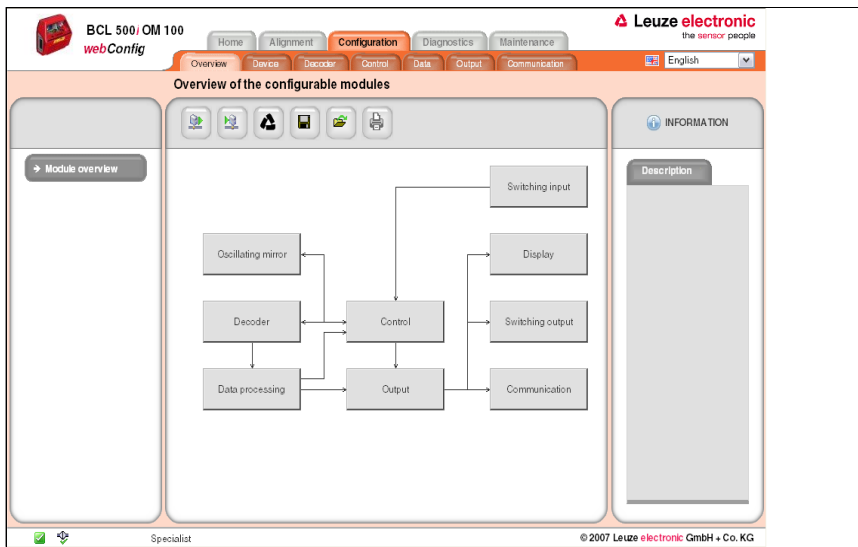 BCL 500i OM 100
webConfig
Leuze electronic
the sensor people
Home Alignment Configuration Diagnostics Maintenance
Overview Device Decoder Control Data Output Communication
English
Overview of the configurable modules
INFORMATION
Module overview
Description
Switching input
Oscillating mirror
Display
Decoder
Control
Switching output
Data processing
Output
Communication
Specialist
© 2007 Leuze electronic GmbH + Co. KG